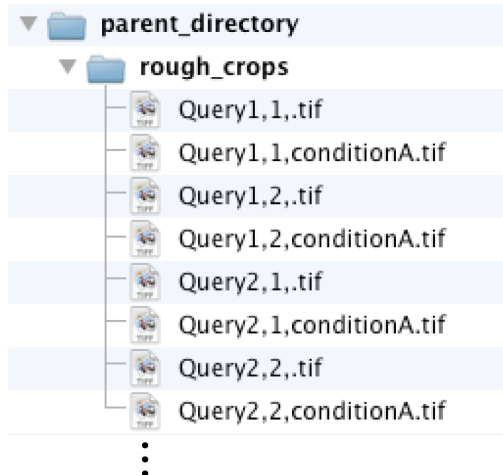 parent_directory
rough_crops
Query1,1,.tif
Query1,1,conditionA.tif
Query1,2,.tif
Query1,2,conditionA.tif
Query2,1,.tif
Query2,1,conditionA.tif
Query2,2,.tif
Query2,2,conditionA.tif